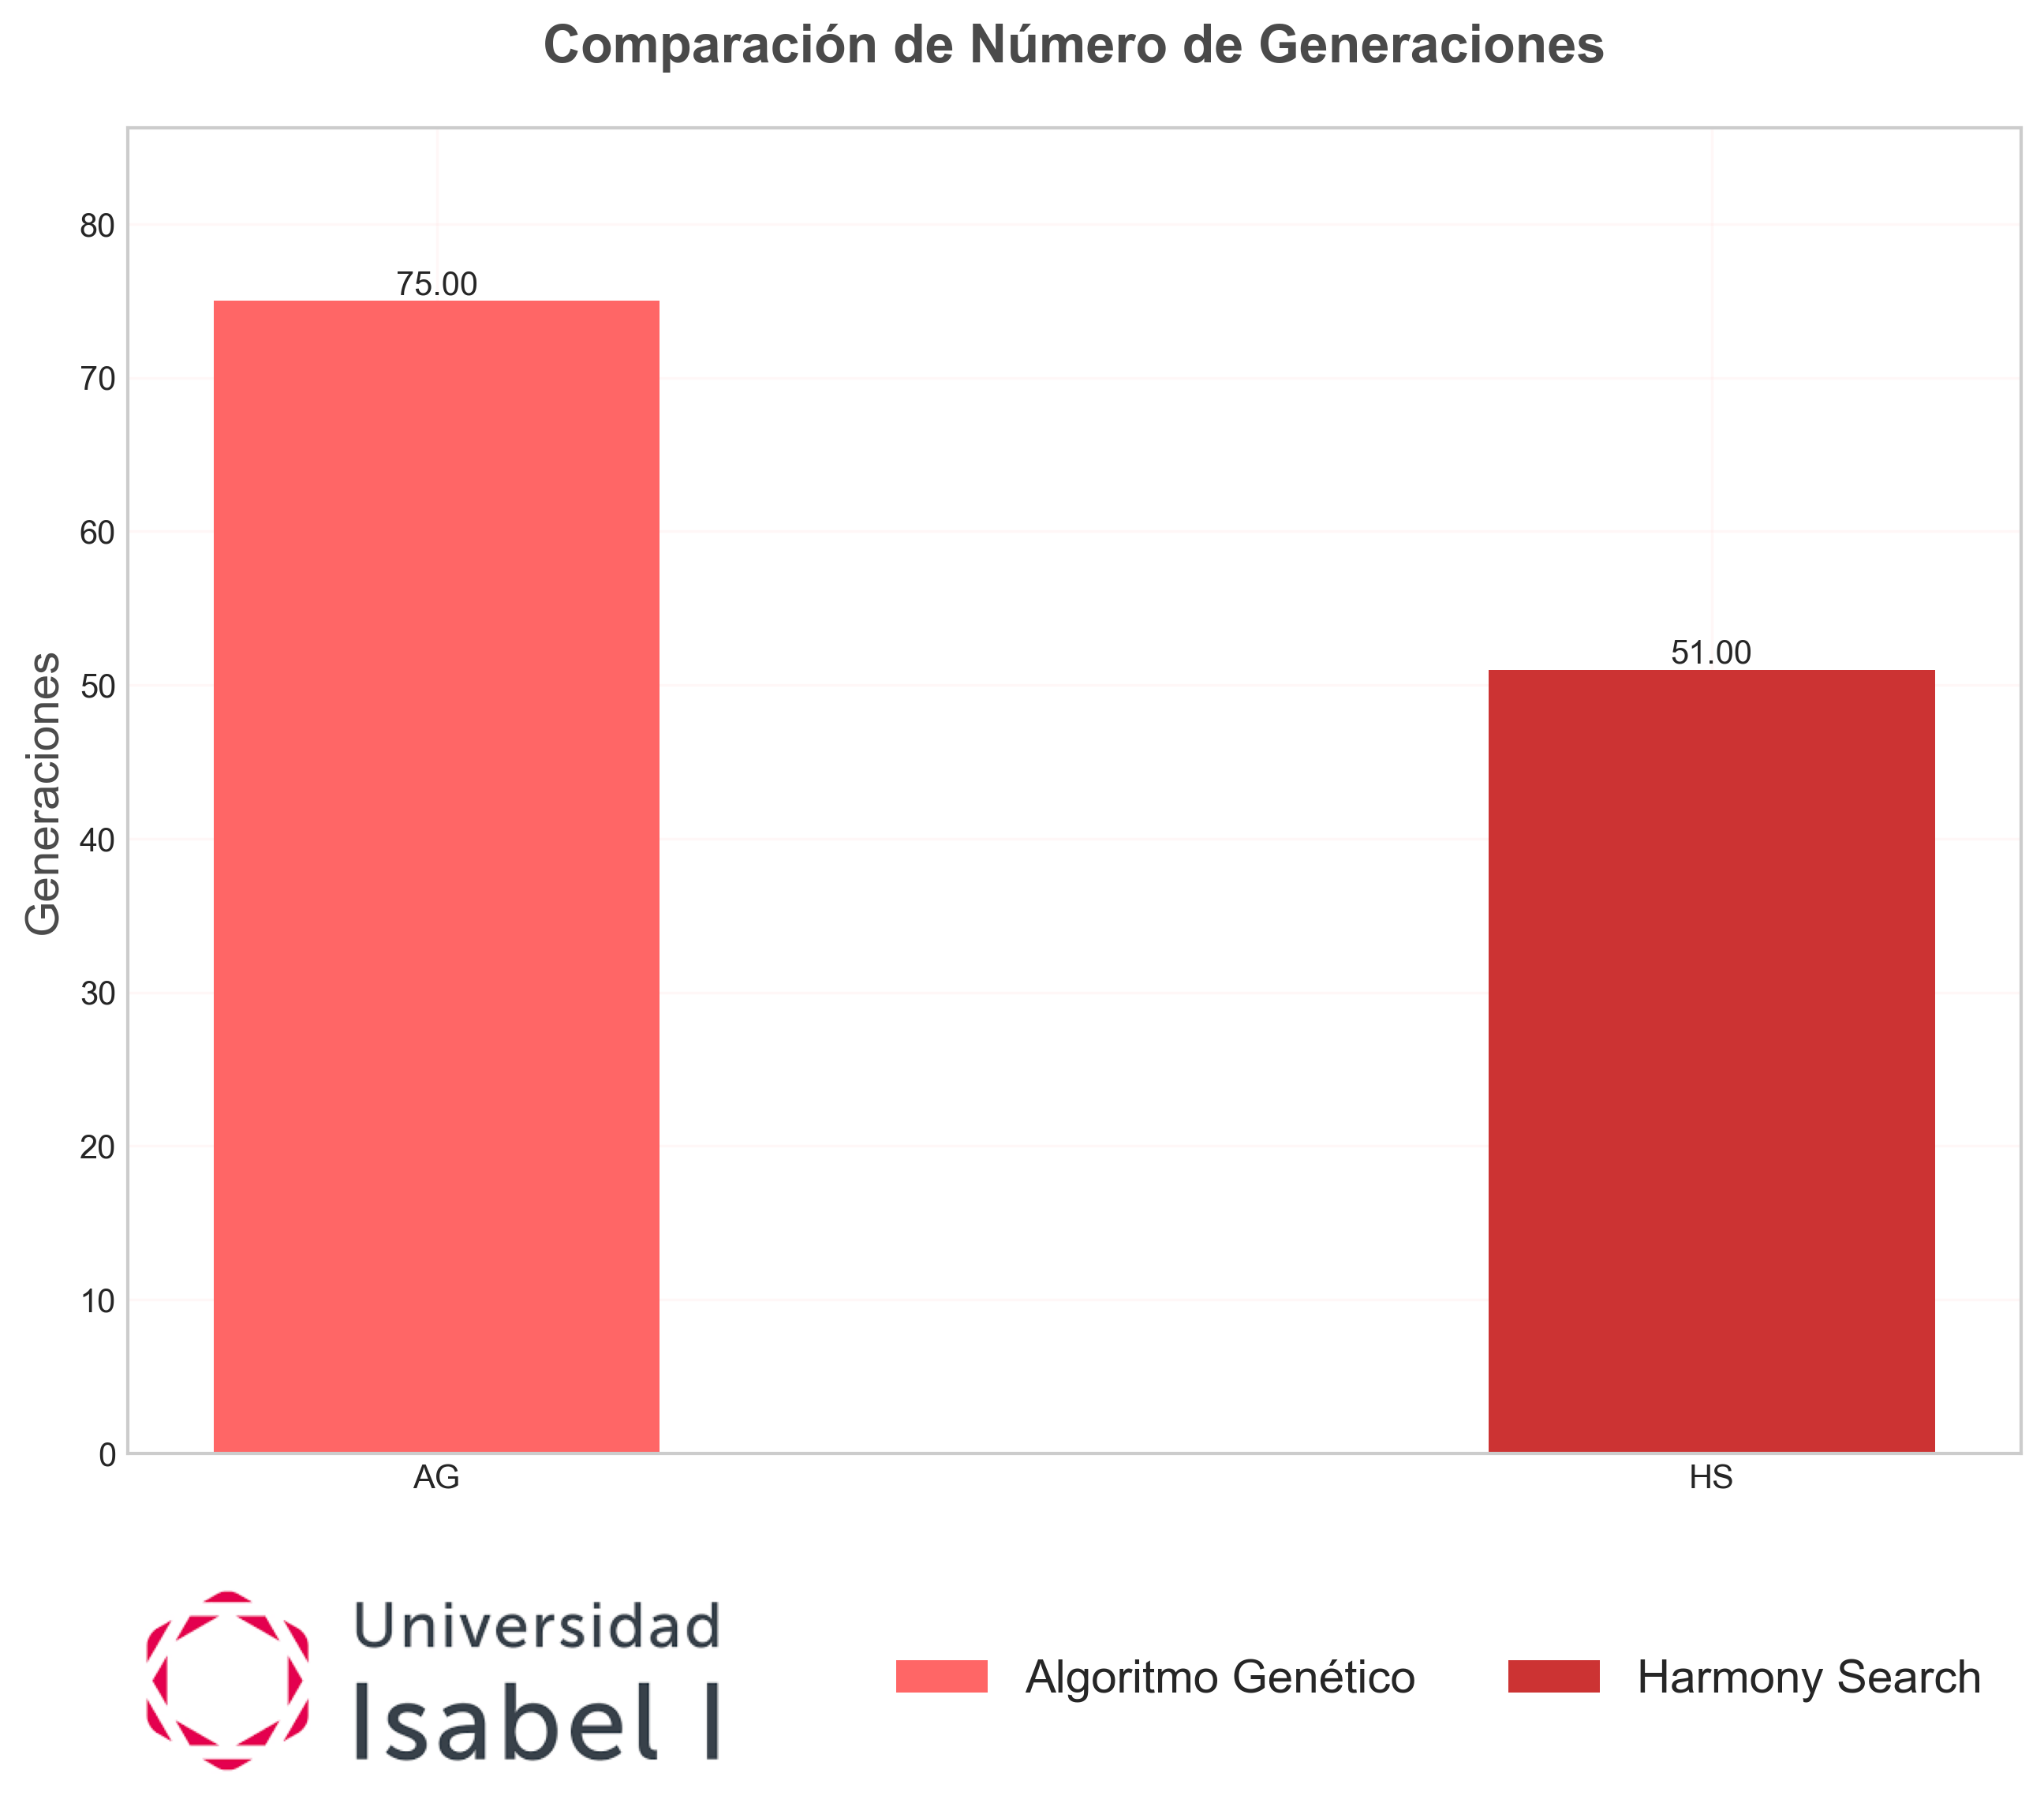 Comparación de Número de Generaciones
Generaciones
80
70
60
50
40
30
20
10
0
75.00
51.00
AG
HS
Universidad
Isabel I
Algoritmo Genético
Harmony Search